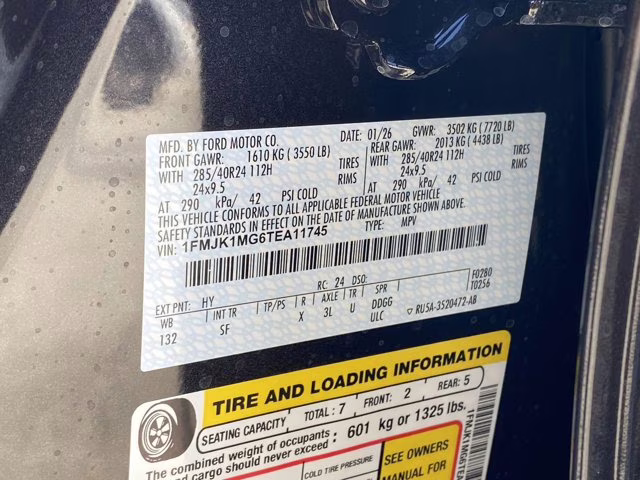 MFD. BY FORD MOTOR CO. DATE: 01/26 GVWR: 3502 KG ( 7720 LB)
FRONT GAWR: 1610 KG ( 3550 LB) REAR GAWR: 2013 KG ( 4438 LB)
WITH 285/40R24 112H TIRES WITH 285/40R24 112H TIRES
24x9.5 RIMS 24x9.5 RIMS
AT 290 kPa/ 42 PSI COLD AT 290 kPa/ 42 PSI COLD
THIS VEHICLE CONFORMS TO ALL APPLICABLE FEDERAL MOTOR VEHICLE
SAFETY STANDARDS IN EFFECT ON THE DATE OF MANUFACTURE SHOWN ABOVE.
VIN: 1FMJK1MG6TEA11745 TYPE: MPV
EXT PNT: HY RC: 24 DSO: F0280
T0256
WB INT TR TP/PS R AXLE TR SPR
132 SF X 3L U DDGG
ULC ▽ RU5A-3520472-AB
TIRE AND LOADING INFORMATION
SEATING CAPACITY TOTAL: 7 FRONT: 2 REAR: 5
The combined weight of occupants
and cargo should never exceed 601 kg or 1325 lbs.
COLD TIRE PRESSURE
SEE OWNERS
MANUAL FOR